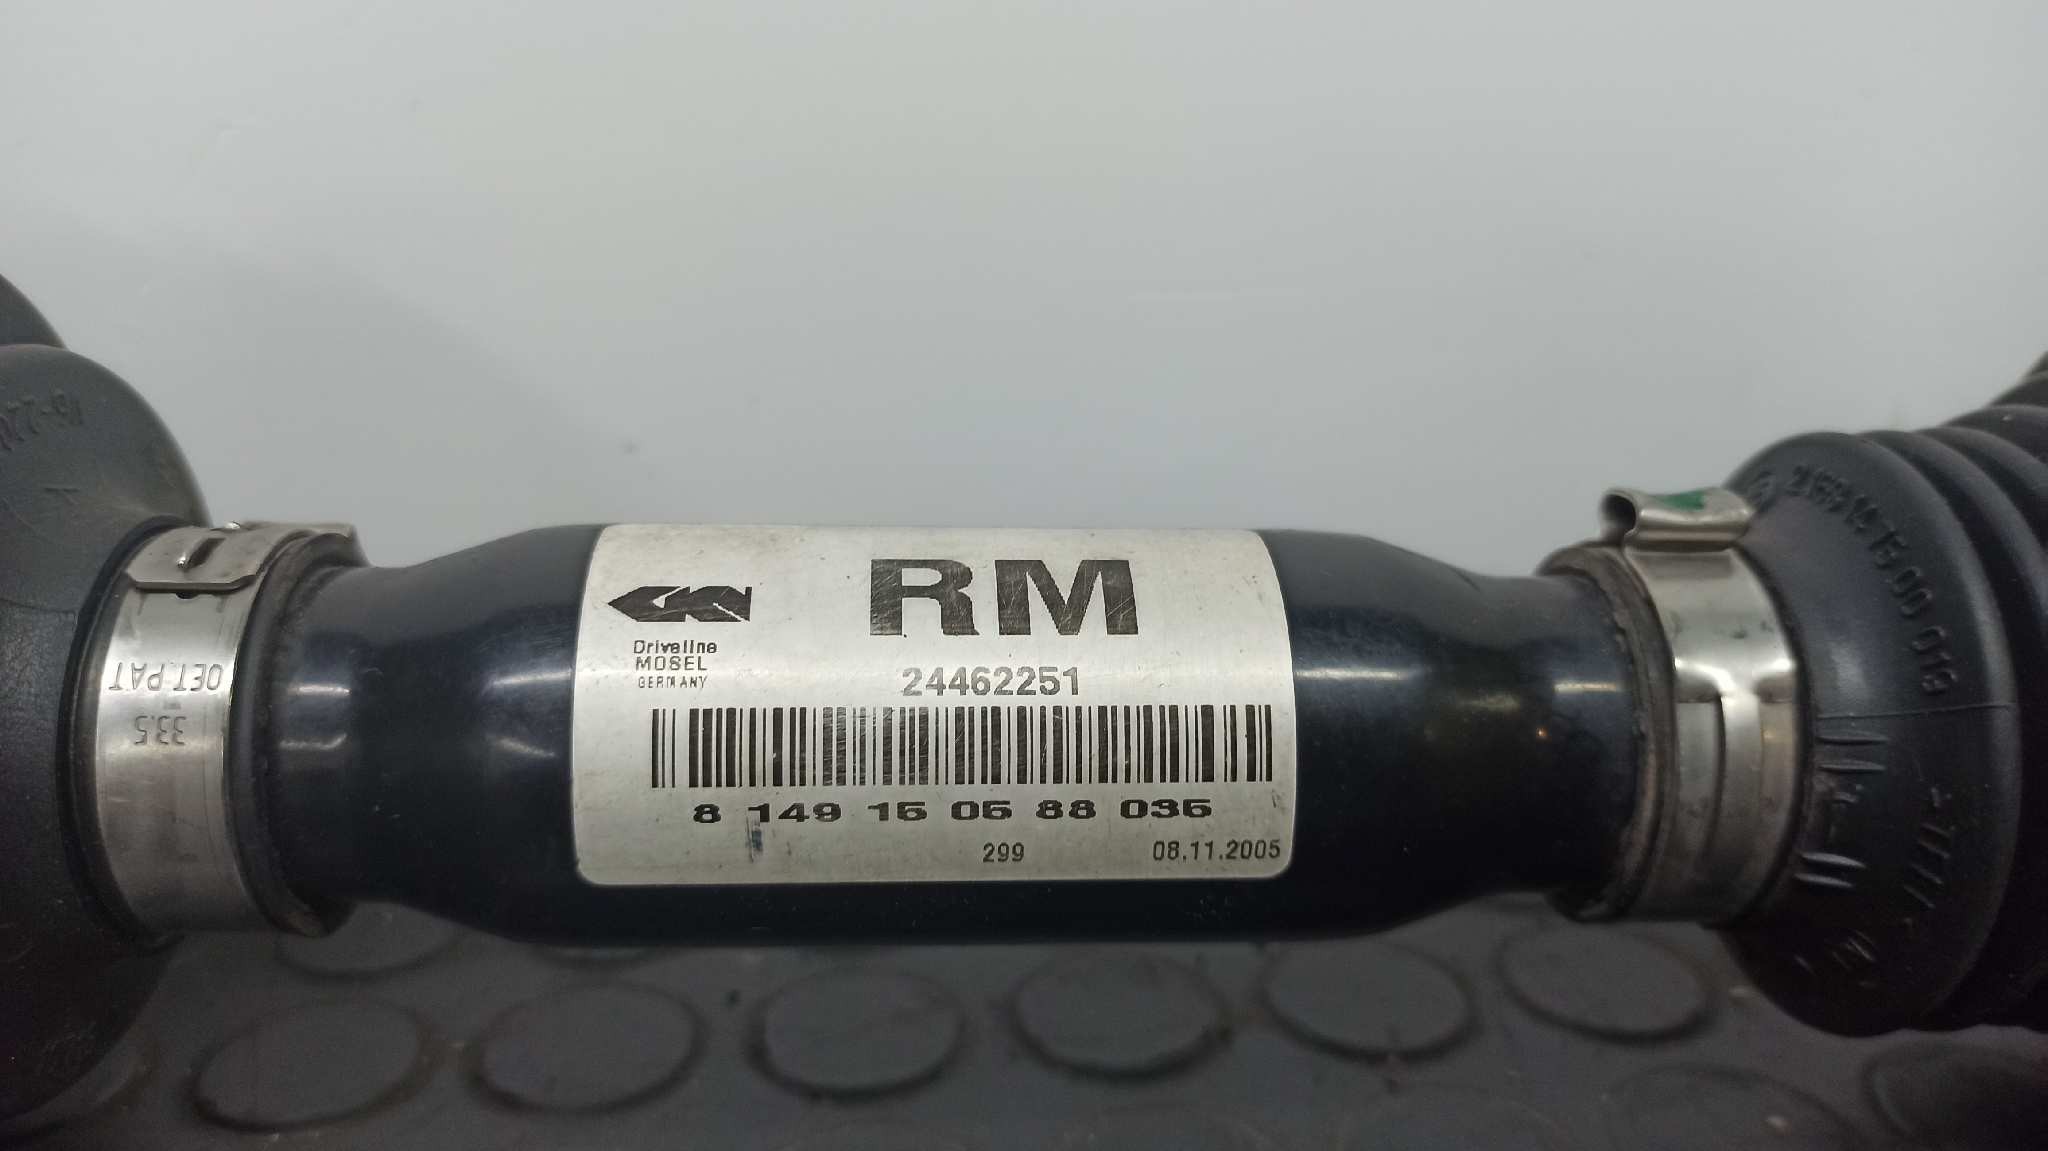 GKN
RM
Driveline
MOSEL
GERMANY
24462251
8 149 15 05 88 035
299
08.11.2005
OET.PAT
33.5